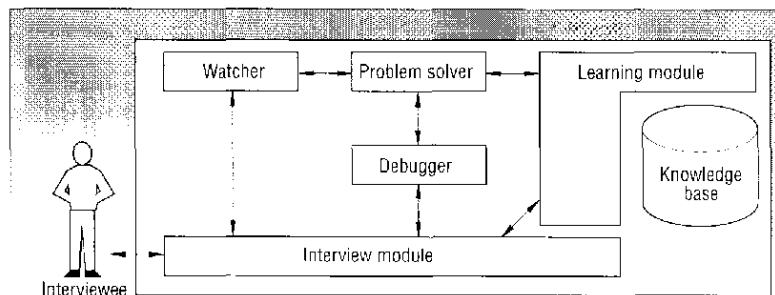 Watcher
Problem solver
Learning module
Debugger
Knowledge
base
Interview module
Interviewee